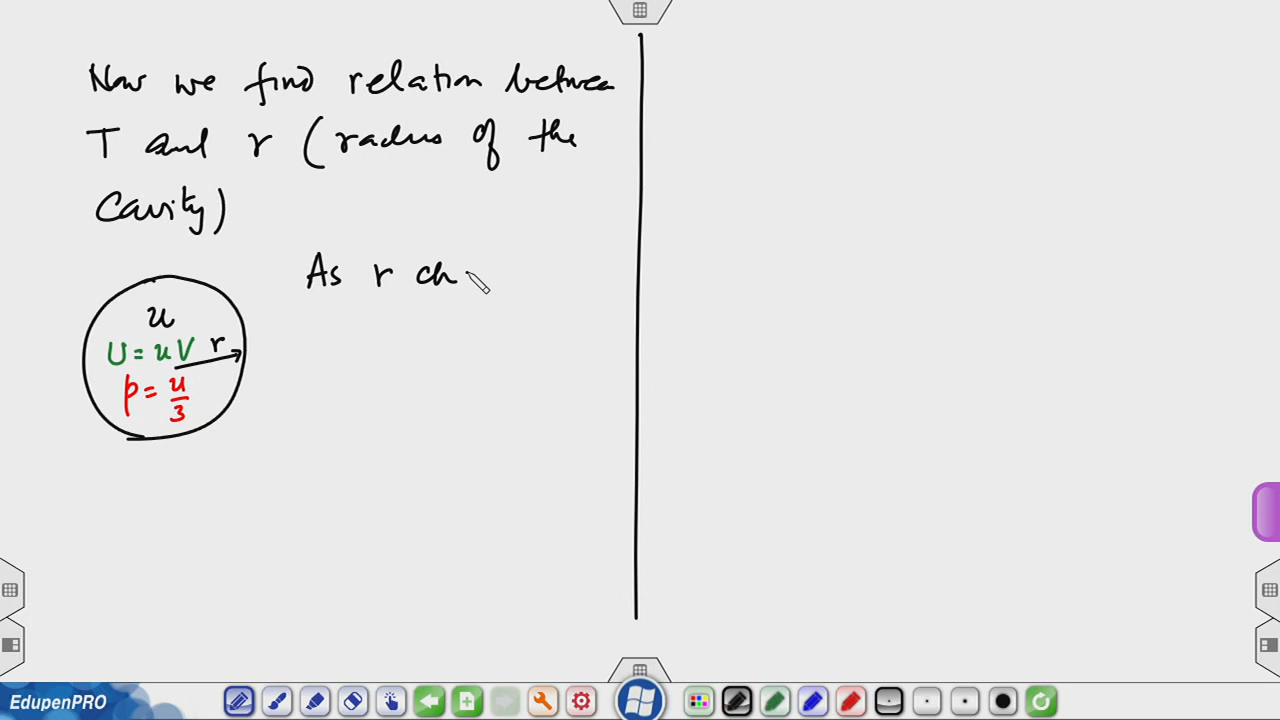 Now we find relation between
T and r (radius of the
Cavity)
As r ch
u
U = uV
r
p = u/3
EdupenPRO